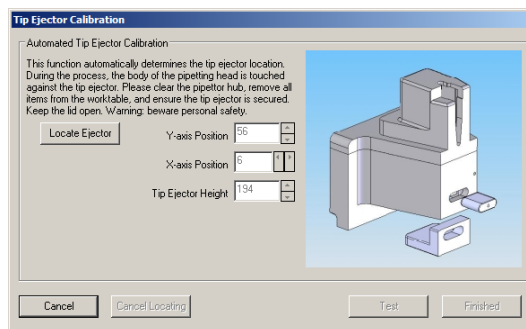 Tip Ejector Calibration
Automated Tip Ejector Calibration
This function automatically determines the tip ejector location.
During the process, the body of the pipetting head is touched
against the tip ejector. Please clear the pipettor hub, remove all
items from the worktable, and ensure the tip ejector is secured.
Keep the lid open. Warning: beware personal safety.
Locate Ejector
Y-axis Position 56
X-axis Position 6
Tip Ejector Height 194
Cancel
Cancel Locating
Test
Finished